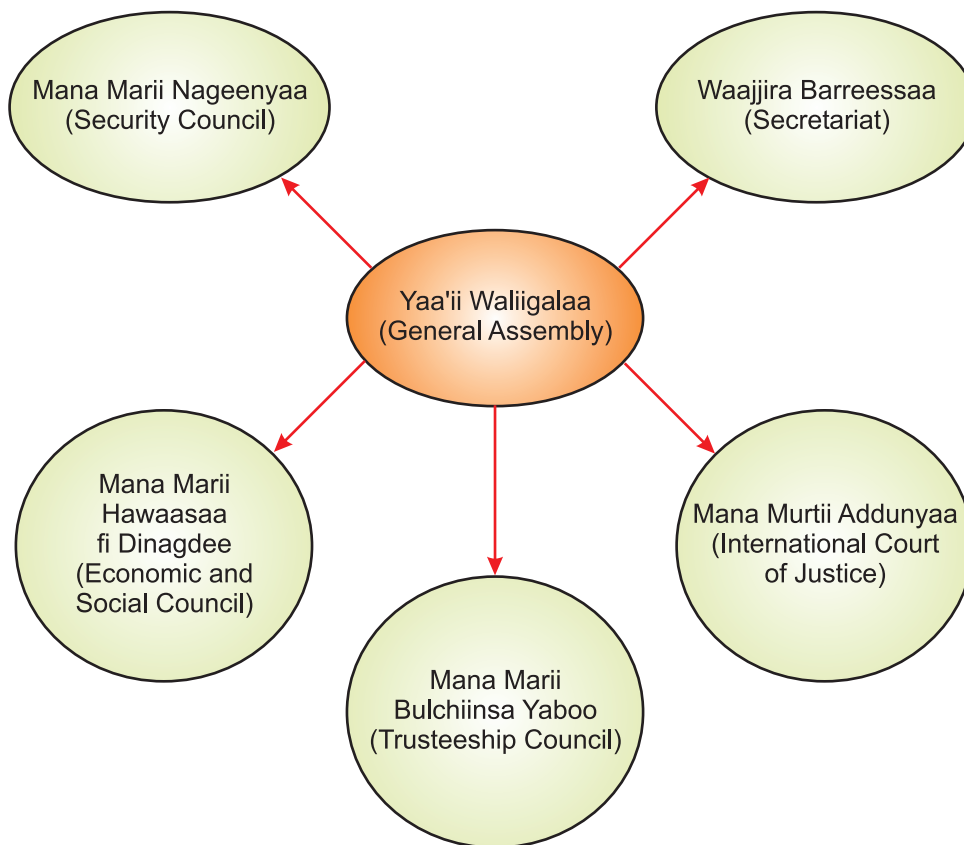 Mana Marii Nageenyaa
(Security Council)
Waajjira Barreessaa
(Secretariat)
Yaa'ii Waliigalaa
(General Assembly)
Mana Marii
Hawaasaa
fi Dinagdee
(Economic and
Social Council)
Mana Murtii Addunyaa
(International Court
of Justice)
Mana Marii
Bulchiinsa Yaboo
(Trusteeship Council)